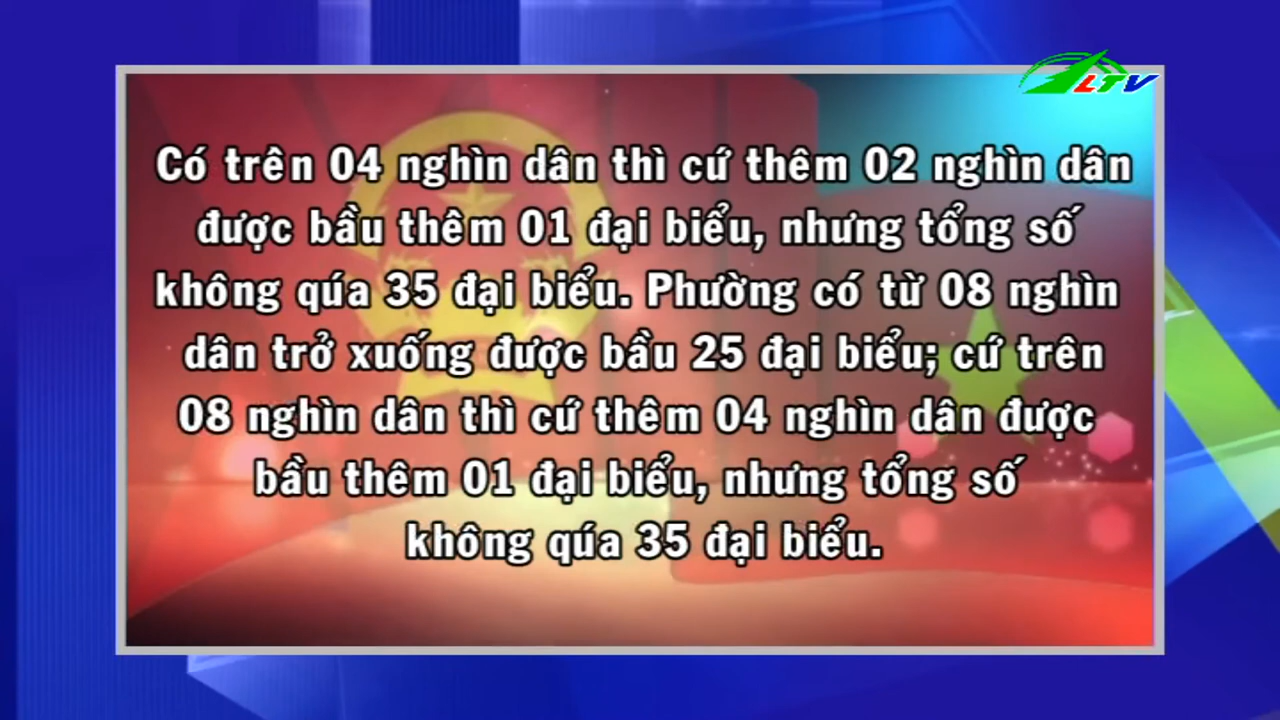 LTV
Có trên 04 nghìn dân thì cứ thêm 02 nghìn dân
được bầu thêm 01 đại biểu, nhưng tổng số
không qúa 35 đại biểu. Phường có từ 08 nghìn
dân trở xuống được bầu 25 đại biểu; cứ trên
08 nghìn dân thì cứ thêm 04 nghìn dân được
bầu thêm 01 đại biểu, nhưng tổng số
không qúa 35 đại biểu.